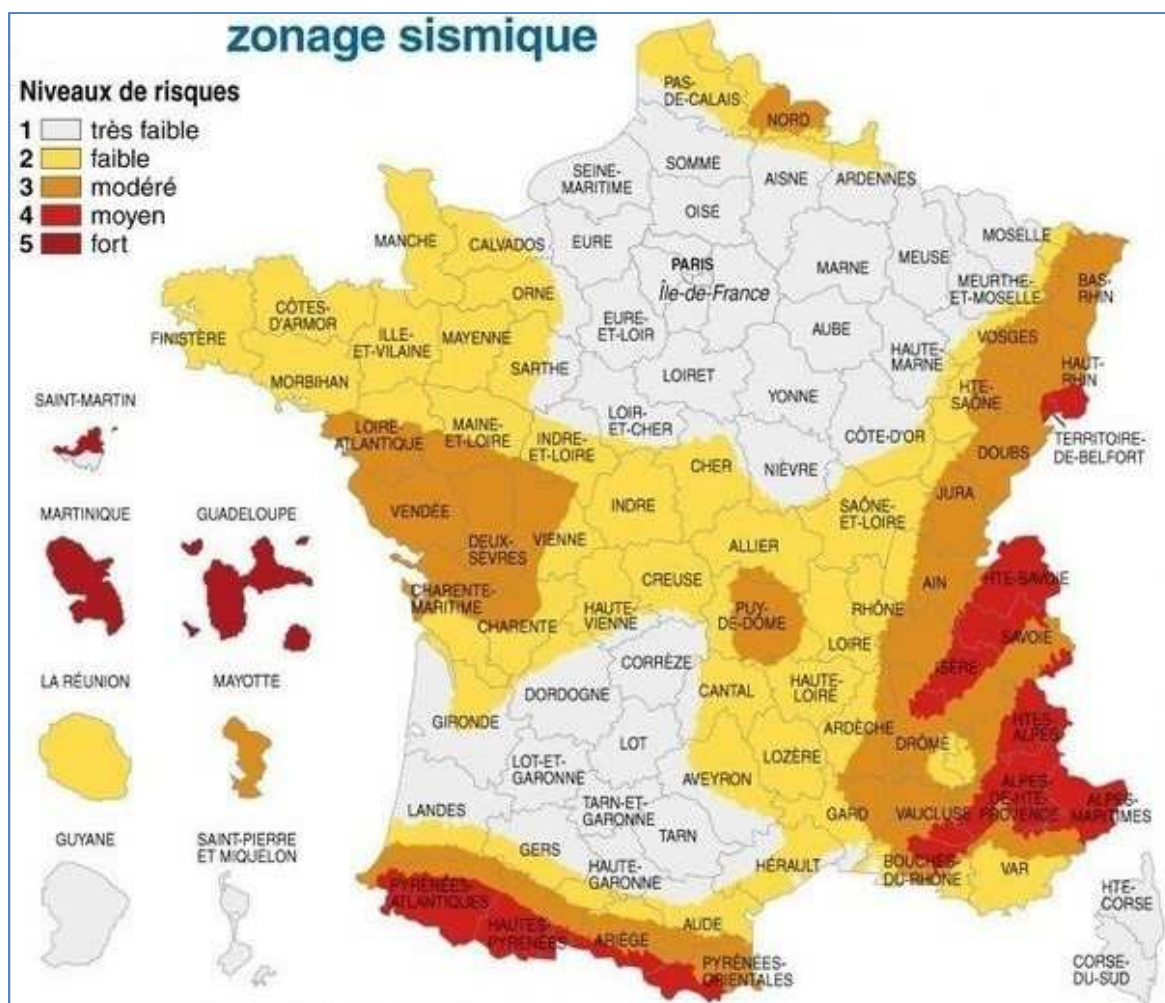 zonage sismique
Niveaux de risques
1 très faible
2 faible
3 modéré
4 moyen
5 fort
PAS-
DE-CALAIS
NORD
SOMME
SEINE-
MARITIME
AISNE
ARDENNES
OISE
MANCHE
CALVADOS
EURE
PARIS
Île-de-France
MARNE
MEUSE
MOSELLE
MEURTHE-
ET-MOSELLE
BAS-
RHIN
ORNE
CÔTES-
D'ARMOR
FINISTÈRE
ILLE-
ET-VILAINE
MAYENNE
EURE-
ET-LOIR
AUBE
HAUTE-
MARNE
VOSGES
HAUT-
RHIN
MORBIHAN
SARTHE
LOIRET
YONNE
HTE-
SAÔNE
TERRITOIRE-
DE-BELFORT
SAINT-MARTIN
LOIRE-
ATLANTIQUE
MAINE-
ET-LOIRE
INDRE-
ET-LOIRE
LOIR-
ET-CHER
CHER
NIÈVRE
CÔTE-D'OR
DOUBS
MARTINIQUE
GUADELOUPE
VENDÉE
DEUX-
SÈVRES
VIENNE
INDRE
SAÔNE-
ET-LOIRE
JURA
ALLIER
CREUSE
CHARENTE-
MARITIME
CHARENTE
HAUTE-
VIENNE
PUY-
DE-DÔME
RHÔNE
LOIRE
AIN
HTE-SAVOIE
SAVOIE
ISÈRE
LA RÉUNION
MAYOTTE
CORRÈZE
DORDOGNE
GIRONDE
CANTAL
HAUTE-
LOIRE
ARDÈCHE
DRÔME
HTES-
ALPES
LOT
LOT-ET-
GARONNE
AVEYRON
LOZÈRE
LANDES
TARN-ET-
GARONNE
TARN
GARD
VAUCLUSE
ALPES-
DE-HTE-
PROVENCE
ALPES-
MARITIMES
GUYANE
SAINT-PIERRE
ET MIQUELON
GERS
HAUTE-
GARONNE
HÉRAULT
BOUCHES-
DU-RHÔNE
VAR
PYRÉNÉES-
ATLANTIQUES
HAUTES-
PYRÉNÉES
ARIÈGE
AUDE
PYRÉNÉES-
ORIENTALES
HTE-
CORSE
CORSE-
DU-SUD